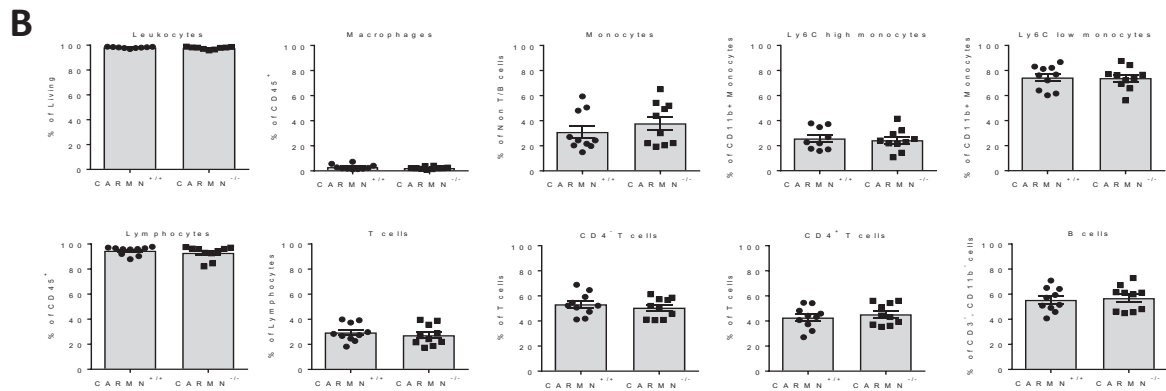 B
Leukocytes
% of Living
100
80
60
40
20
0
CARMN+/+ CARMN-/-
Macrophages
% of CD45+
100
80
60
40
20
0
CARMN+/+ CARMN-/-
Monocytes
% of Non T/B cells
100
80
60
40
20
0
CARMN+/+ CARMN-/-
Ly6C high monocytes
% of CD11b+ Monocytes
100
80
60
40
20
0
CARMN+/+ CARMN-/-
Ly6C low monocytes
% of CD11b+ Monocytes
100
80
60
40
20
0
CARMN+/+ CARMN-/-
Lymphocytes
% of CD45+
100
80
60
40
20
0
CARMN+/+ CARMN-/-
T cells
% of Lymphocytes
100
80
60
40
20
0
CARMN+/+ CARMN-/-
CD4- T cells
% of T cells
100
80
60
40
20
0
CARMN+/+ CARMN-/-
CD4+ T cells
% of T cells
100
80
60
40
20
0
CARMN+/+ CARMN-/-
B cells
% of CD3-, CD11b- cells
100
80
60
40
20
0
CARMN+/+ CARMN-/-